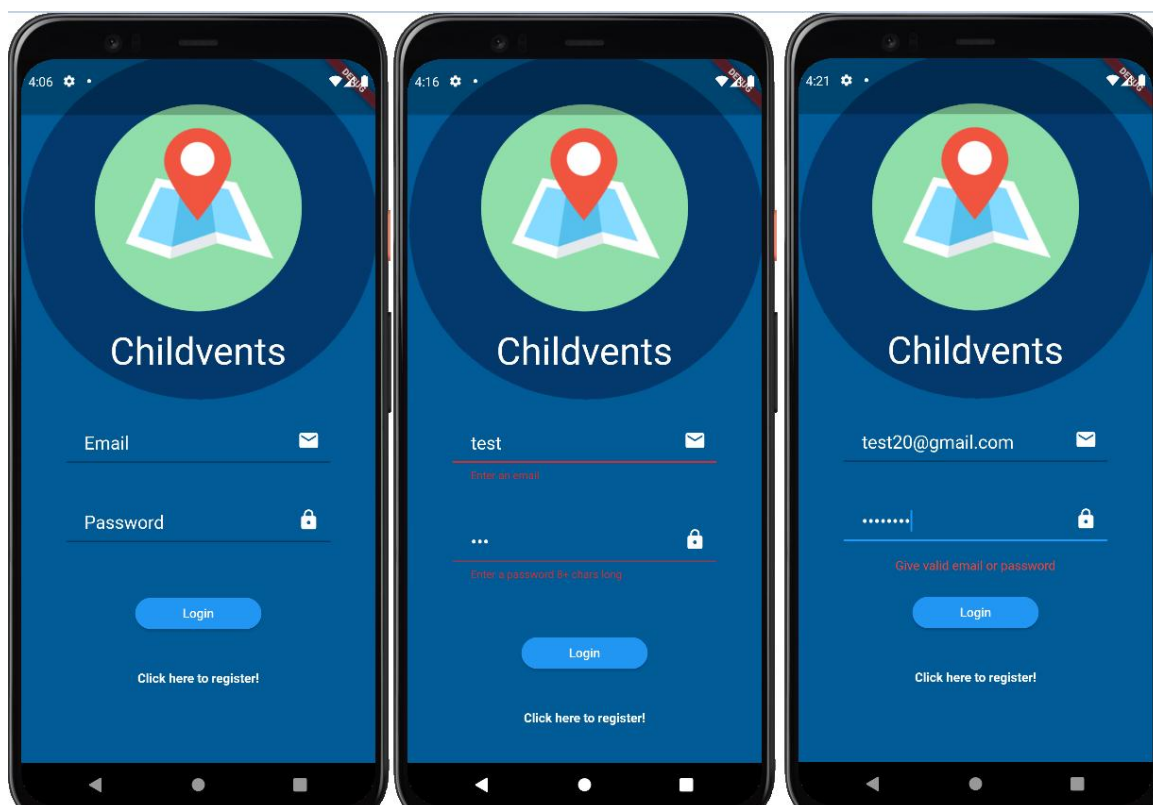 4:06
DEBUG
Childvents
Email
Password
Login
Click here to register!
4:16
DEBUG
Childvents
test
Enter an email
•••
Enter a password 8+ chars long
Login
Click here to register!
4:21
DEBUG
Childvents
test20@gmail.com
••••••••
Give valid email or password
Login
Click here to register!